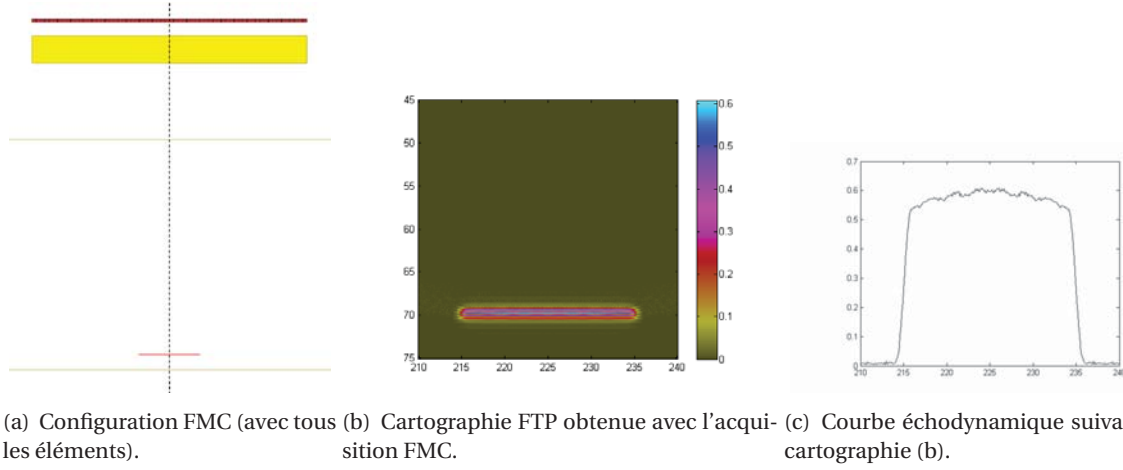 45
50
55
60
65
70
75
210 215 220 225 230 235 240
0.6
0.5
0.4
0.3
0.2
0.1
0
0.7
0.6
0.5
0.4
0.3
0.2
0.1
0
210 215 220 225 230 235
(a) Configuration FMC (avec tous
les éléments).
(b) Cartographie FTP obtenue avec l'acqui-
sition FMC.
(c) Courbe échodynamique suiva
cartographie (b).